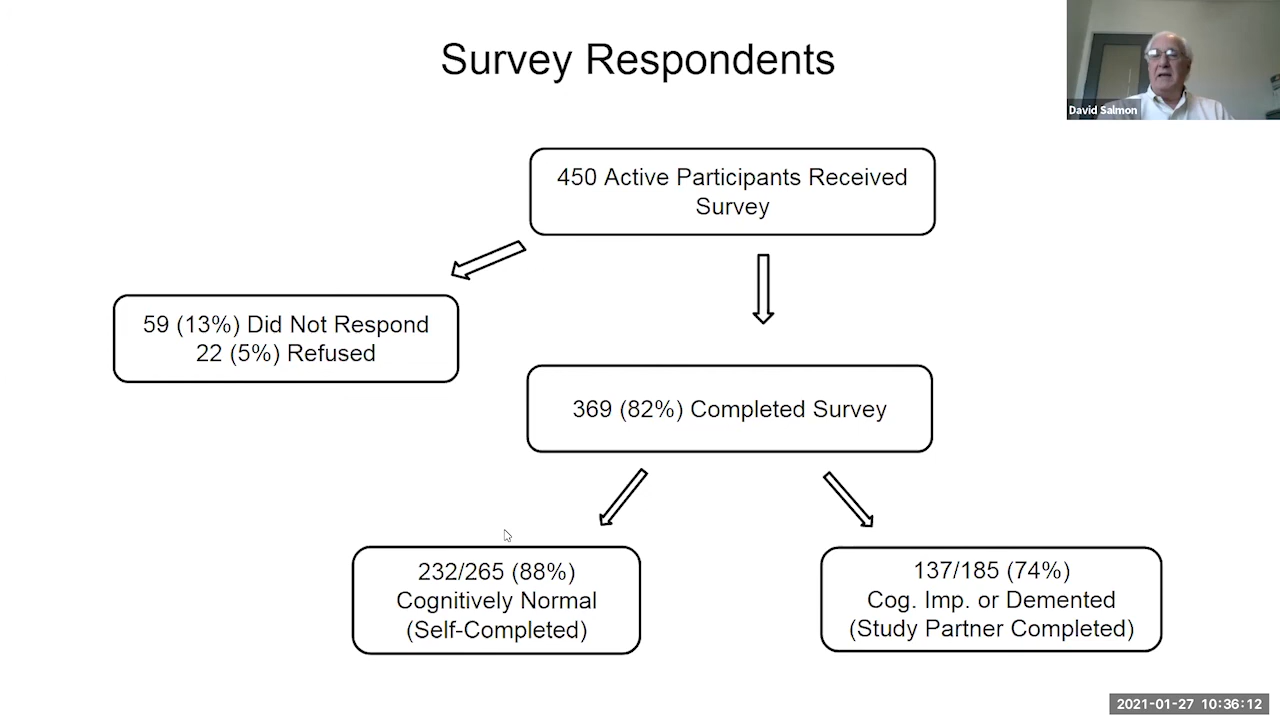 Survey Respondents
David Salmon
450 Active Participants Received
Survey
59 (13%) Did Not Respond
22 (5%) Refused
369 (82%) Completed Survey
232/265 (88%)
Cognitively Normal
(Self-Completed)
137/185 (74%)
Cog. Imp. or Demented
(Study Partner Completed)
2021-01-27 10:36:12